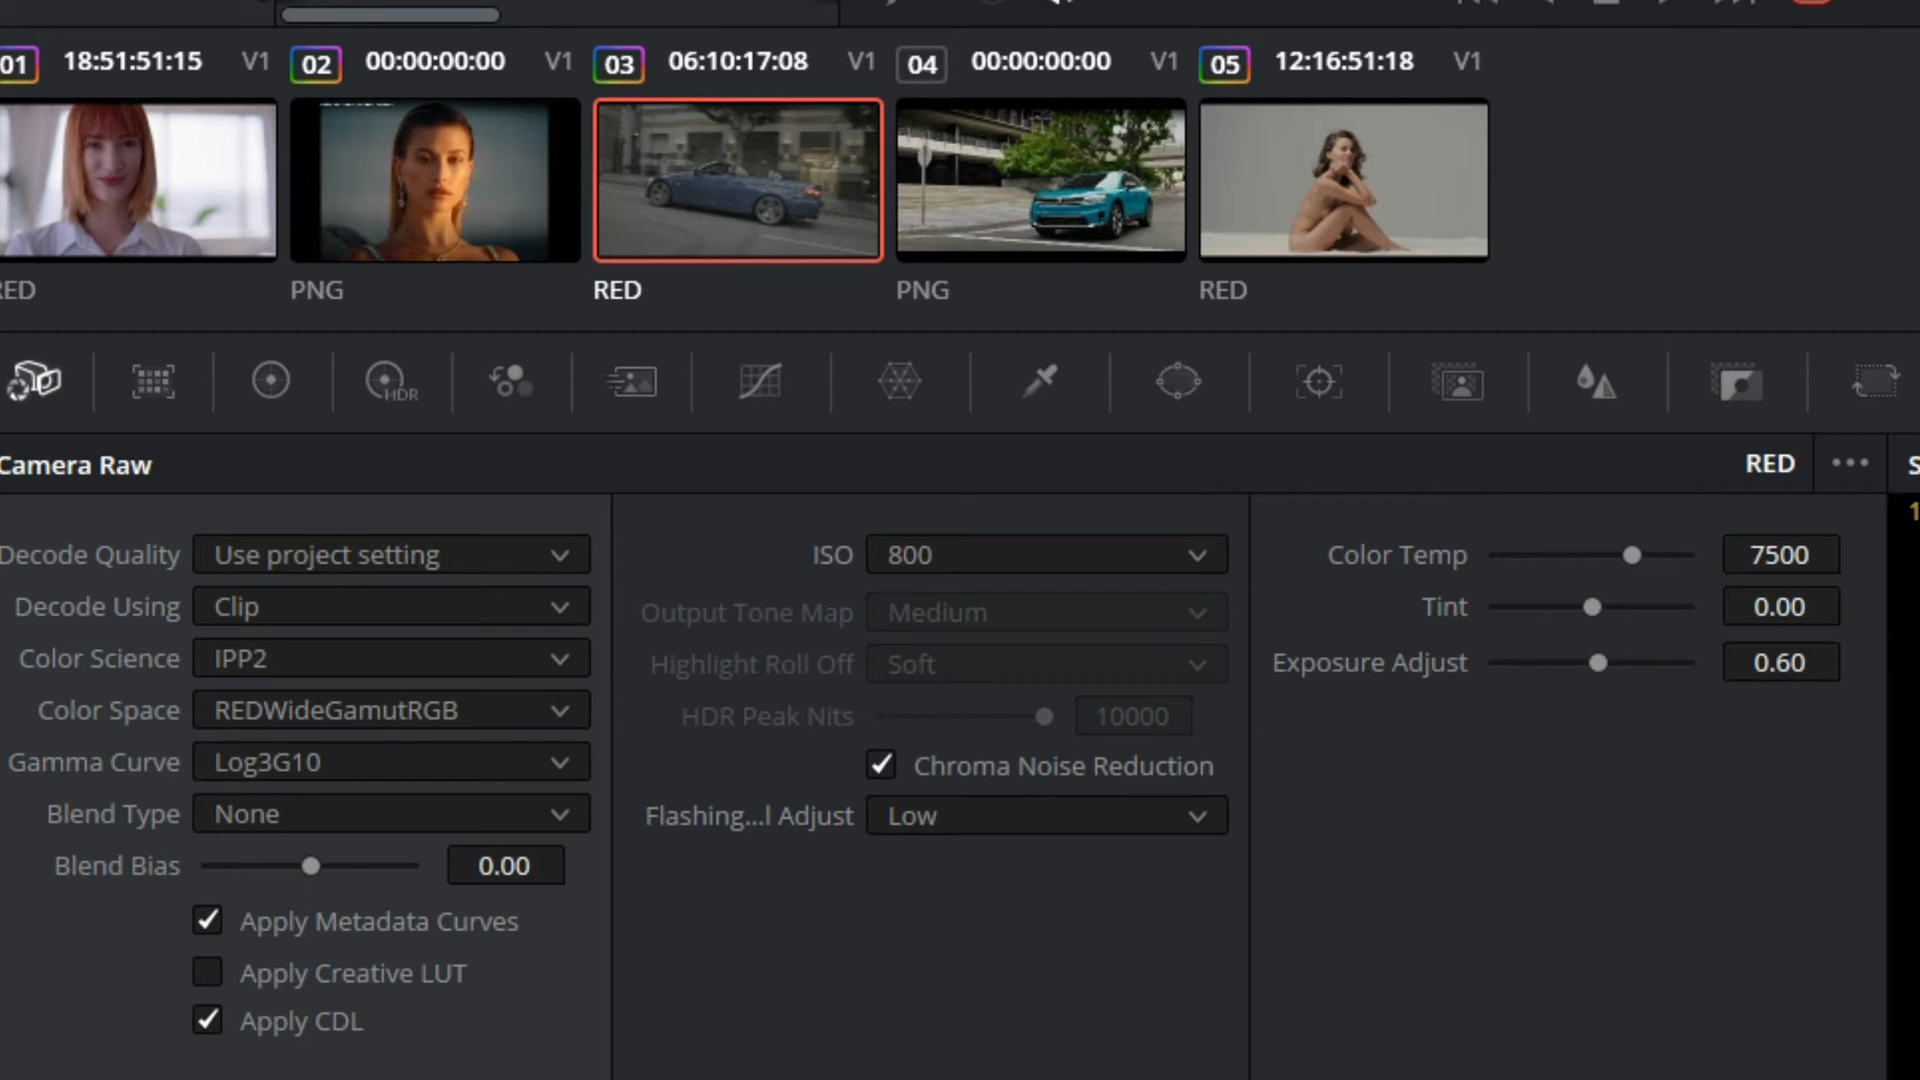 01 18:51:51:15 V1 02 00:00:00:00 V1 03 06:10:17:08 V1 04 00:00:00:00 V1 05 12:16:51:18 V1
RED PNG RED PNG RED
HDR
Camera Raw RED
Decode Quality Use project setting
Decode Using Clip
Color Science IPP2
Color Space REDWideGamutRGB
Gamma Curve Log3G10
Blend Type None
Blend Bias 0.00
Apply Metadata Curves
Apply Creative LUT
Apply CDL
ISO 800
Output Tone Map Medium
Highlight Roll Off Soft
HDR Peak Nits 10000
Chroma Noise Reduction
Flashing...l Adjust Low
Color Temp 7500
Tint 0.00
Exposure Adjust 0.60
S
1